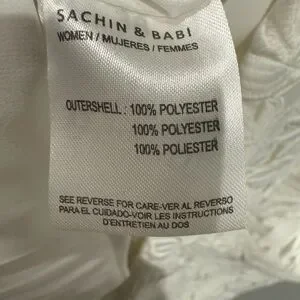 SACHIN & BABI
WOMEN / MUJERES / FEMMES
OUTERSHELL : 100% POLYESTER
100% POLYESTER
100% POLIESTER
SEE REVERSE FOR CARE-VER AL REVERSO
PARA EL CUIDADO-VOIR LES INSTRUCTIONS
D'ENTRETIEN AU DOS